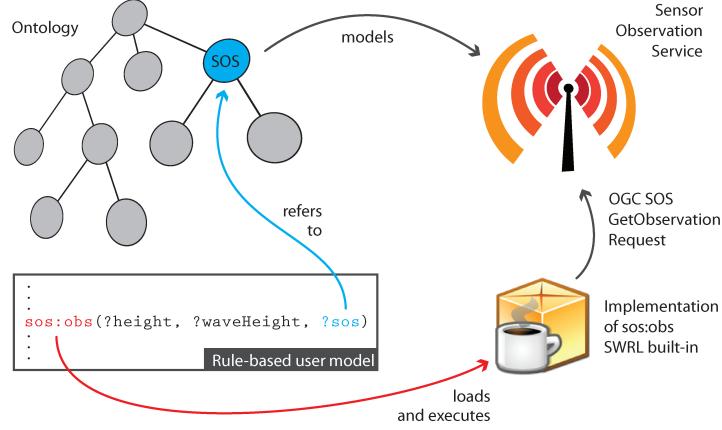 Ontology
SOS
models
Sensor
Observation
Service
refers
to
OGC SOS
GetObservation
Request
sos:obs(?height, ?waveHeight, ?sos)
Rule-based user model
Implementation
of sos:obs
SWRL built-in
loads
and executes